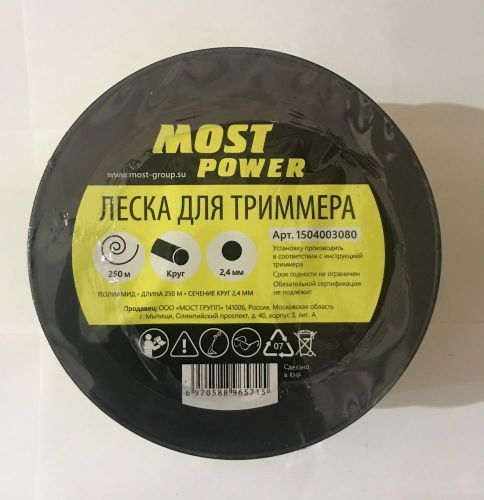 MOST
POWER
www.most-group.su
ЛЕСКА ДЛЯ ТРИММЕРА
Арт. 1504003080
250 м
Круг
2,4 мм
Установку производить
в соответствии с инструкцией
триммера
Срок годности не ограничен
Обязательной сертификации
не подлежит
ПОЛИАМИД • ДЛИНА 250 М • СЕЧЕНИЕ КРУГ 2,4 ММ
Продавец: ООО «МОСТ ГРУПП» 141006, Россия, Московская область
г. Мытищи, Олимпийский проспект, д. 40, корпус 3, лит. А
07
Сделано
в КНР
6 970588 965715